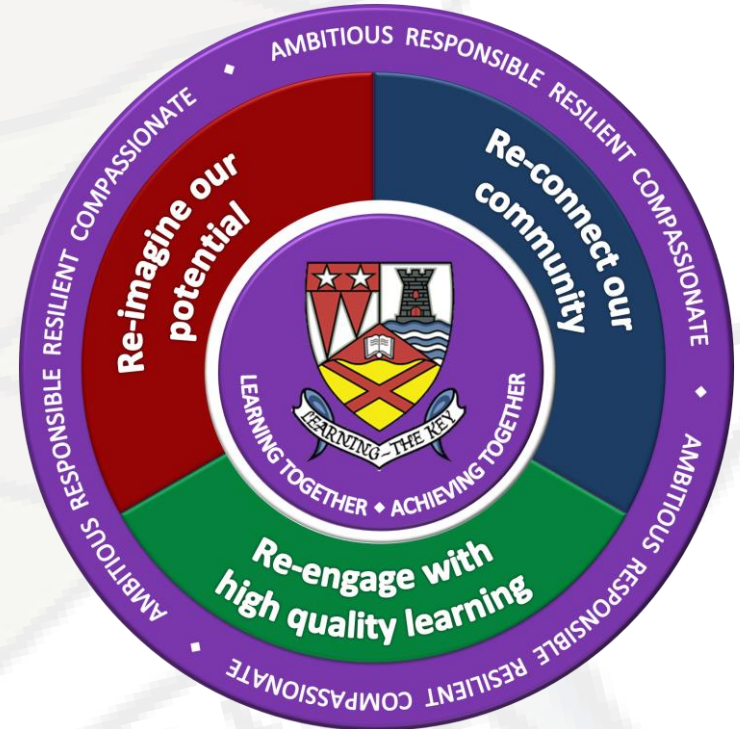 AMBITIOUS RESPONSIBLE RESILIENT COMPASSIONATE ◆ AMBITIOUS RESPONSIBLE RESILIENT COMPASSIONATE ◆ AMBITIOUS RESPONSIBLE RESILIENT COMPASSIONATE ◆
Re-imagine our
potential
Re-connect our
community
Re-engage with
high quality learning
LEARNING TOGETHER ◆ ACHIEVING TOGETHER
LEARNING-THE KEY